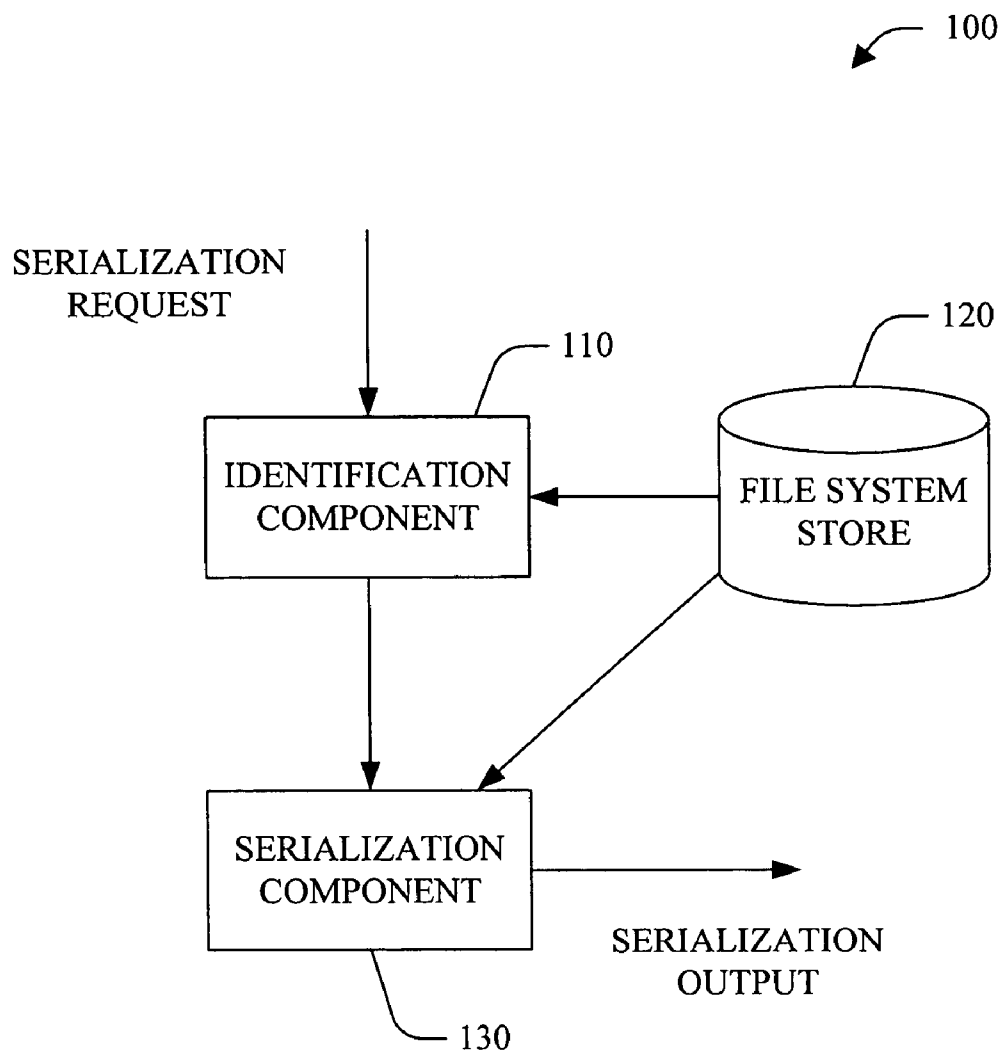 100
SERIALIZATION
REQUEST
110
120
IDENTIFICATION
COMPONENT
FILE SYSTEM
STORE
SERIALIZATION
COMPONENT
SERIALIZATION
OUTPUT
130